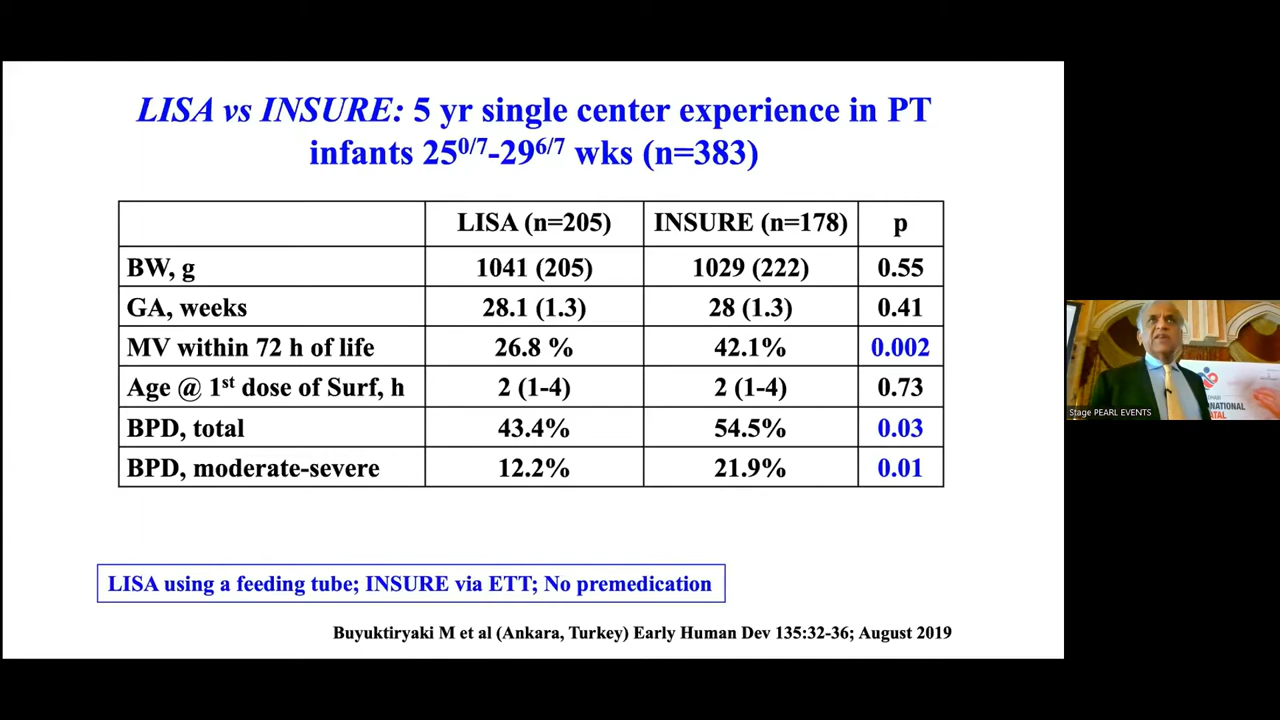 LISA vs INSURE: 5 yr single center experience in PT
infants 25⁰/⁷-29⁶/⁷ wks (n=383)
LISA (n=205) INSURE (n=178) p
BW, g 1041 (205) 1029 (222) 0.55
GA, weeks 28.1 (1.3) 28 (1.3) 0.41
MV within 72 h of life 26.8 % 42.1% 0.002
Age @ 1ˢᵗ dose of Surf, h 2 (1-4) 2 (1-4) 0.73
BPD, total 43.4% 54.5% 0.03
BPD, moderate-severe 12.2% 21.9% 0.01
LISA using a feeding tube; INSURE via ETT; No premedication
Buyuktiryaki M et al (Ankara, Turkey) Early Human Dev 135:32-36; August 2019
Stage PEARL EVENTS